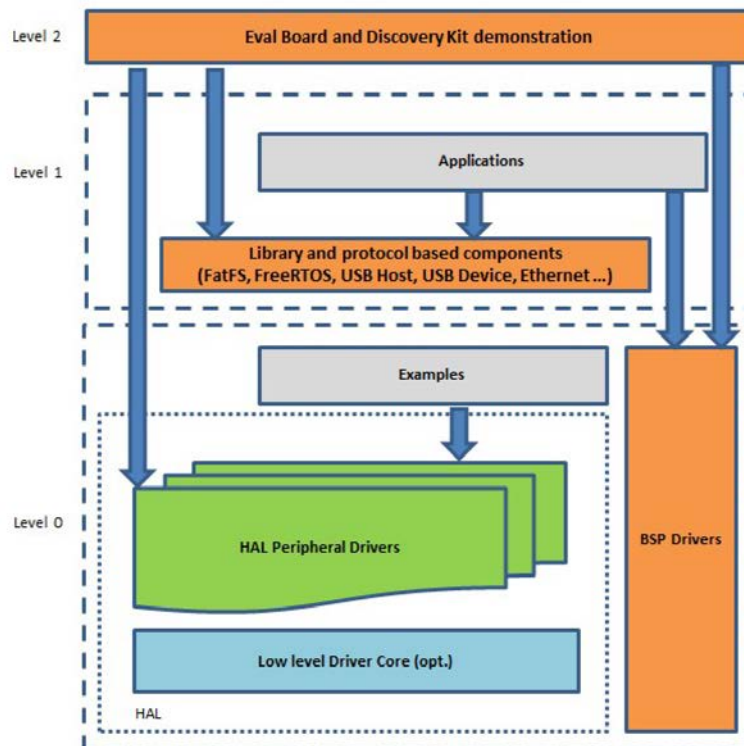 Level 2
Eval Board and Discovery Kit demonstration
Level 1
Applications
Library and protocol based components
(FatFS, FreeRTOS, USB Host, USB Device, Ethernet ...)
Examples
Level 0
HAL Peripheral Drivers
BSP Drivers
Low level Driver Core (opt.)
HAL